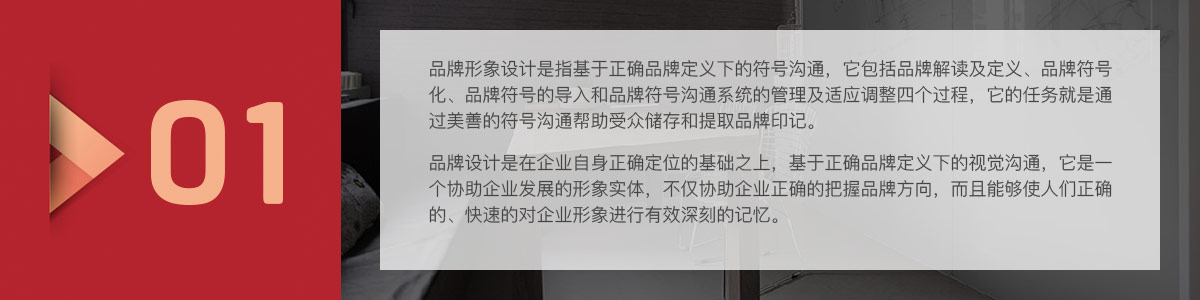 01
品牌形象设计是指基于正确品牌定义下的符号沟通，它包括品牌解读及定义、品牌符号
化、品牌符号的导入和品牌符号沟通系统的管理及适应调整四个过程，它的任务就是通
过美善的符号沟通帮助受众储存和提取品牌印记。
品牌设计是在企业自身正确定位的基础之上，基于正确品牌定义下的视觉沟通，它是一
个协助企业发展的形象实体，不仅协助企业正确的把握品牌方向，而且能够使人们正确
的、快速的对企业形象进行有效深刻的记忆。